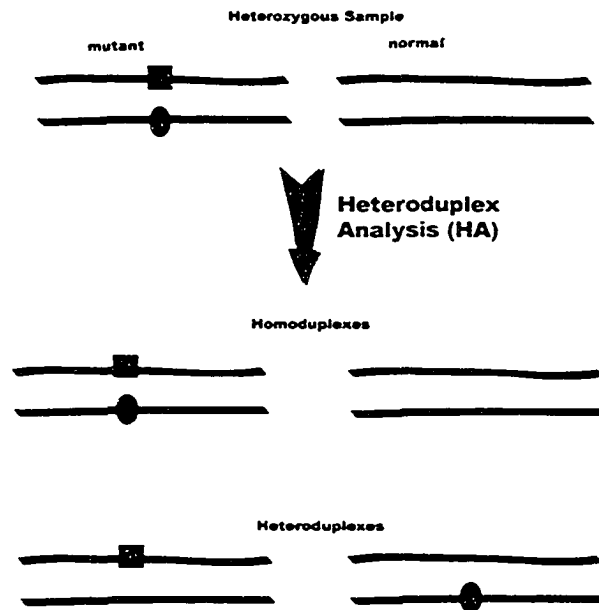 Heterozygous Sample
mutant
normal
Heteroduplex
Analysis (HA)
Homoduplexes
Heteroduplexes